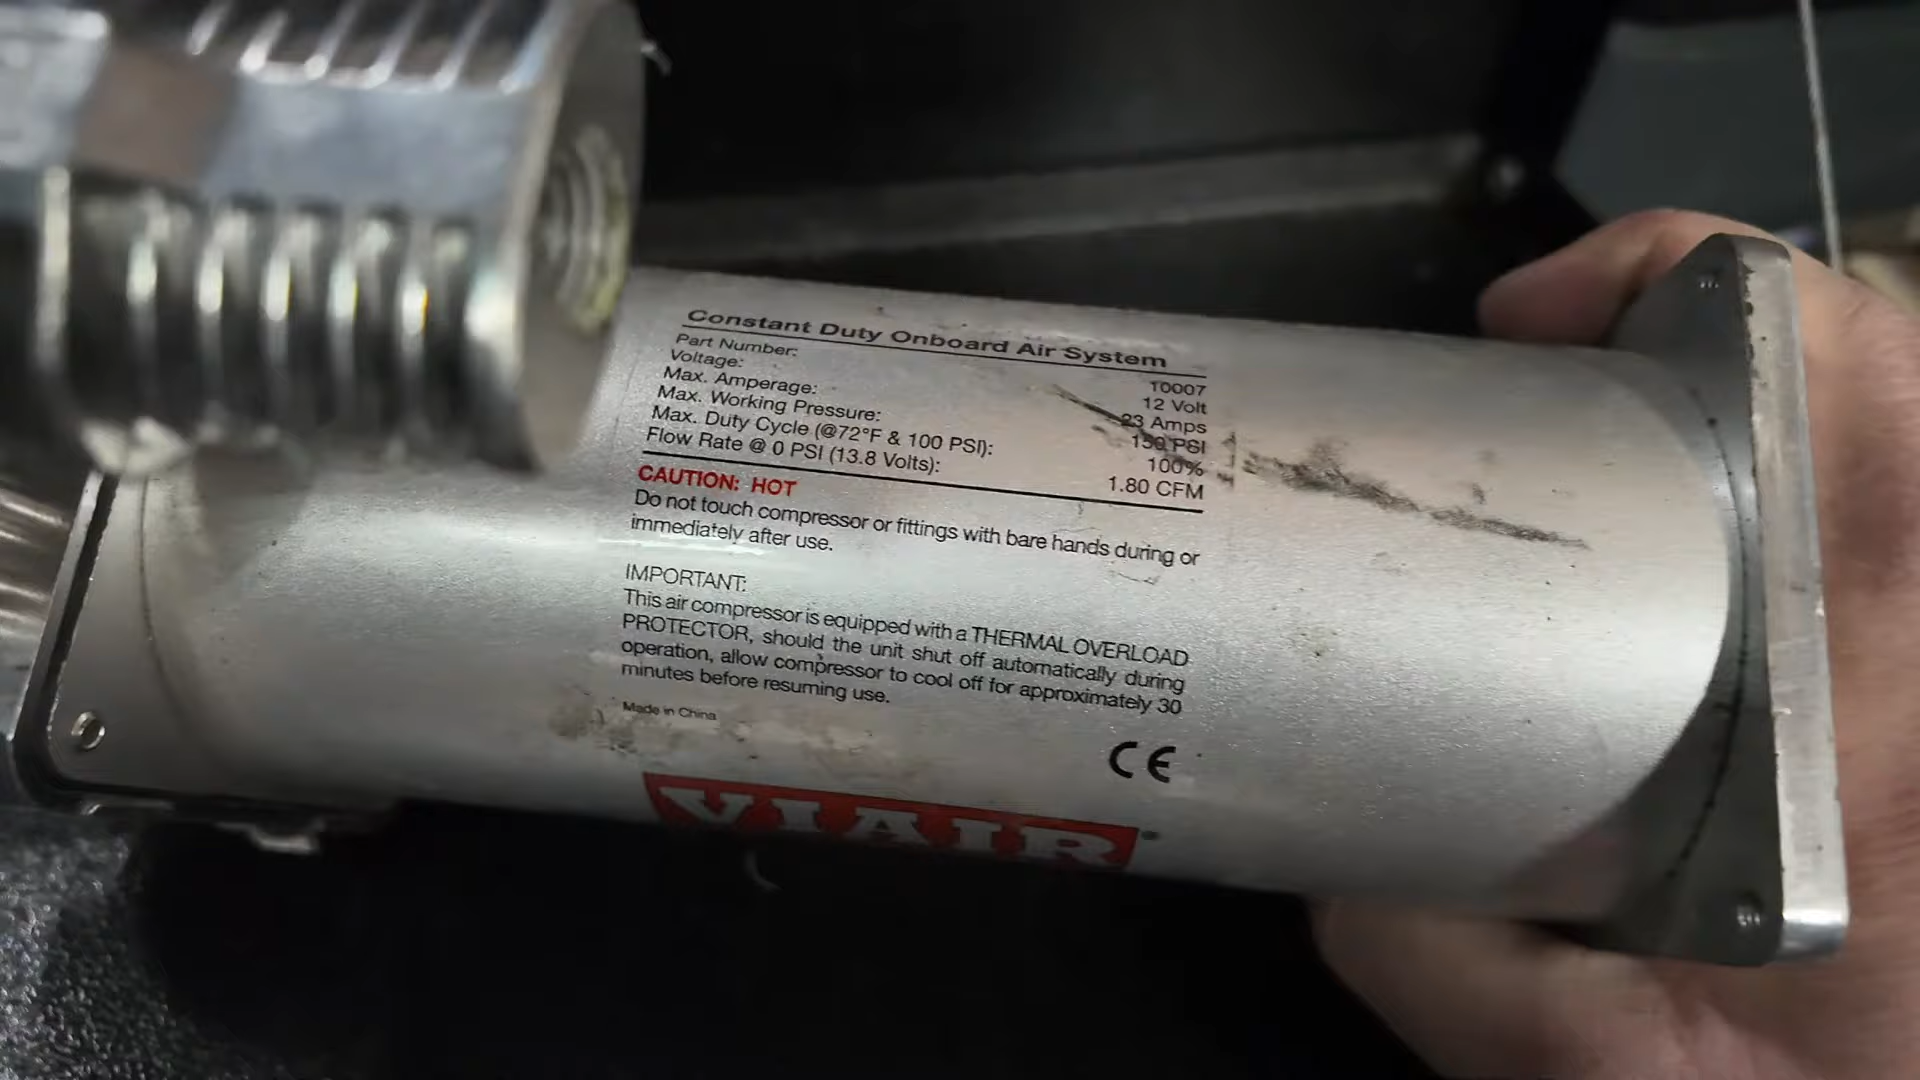 Constant Duty Onboard Air System
Part Number: 10007
Voltage: 12 Volt
Max. Amperage: 23 Amps
Max. Working Pressure: 150 PSI
Max. Duty Cycle (@72°F & 100 PSI): 100%
Flow Rate @ 0 PSI (13.8 Volts): 1.80 CFM
CAUTION: HOT
Do not touch compressor or fittings with bare hands during or
immediately after use.
IMPORTANT:
This air compressor is equipped with a THERMAL OVERLOAD
PROTECTOR, should the unit shut off automatically during
operation, allow compressor to cool off for approximately 30
minutes before resuming use.
Made in China
CE
VIAIR®